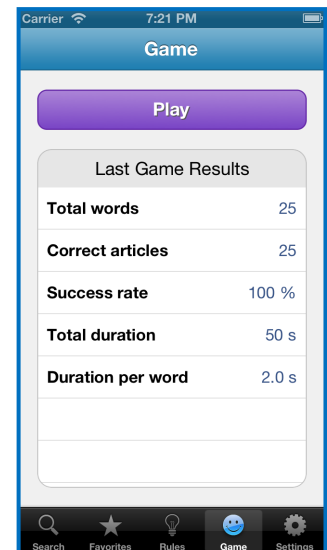 Carrier 7:21 PM
Game
Play
Last Game Results
Total words 25
Correct articles 25
Success rate 100 %
Total duration 50 s
Duration per word 2.0 s
Search Favorites Rules Game Settings